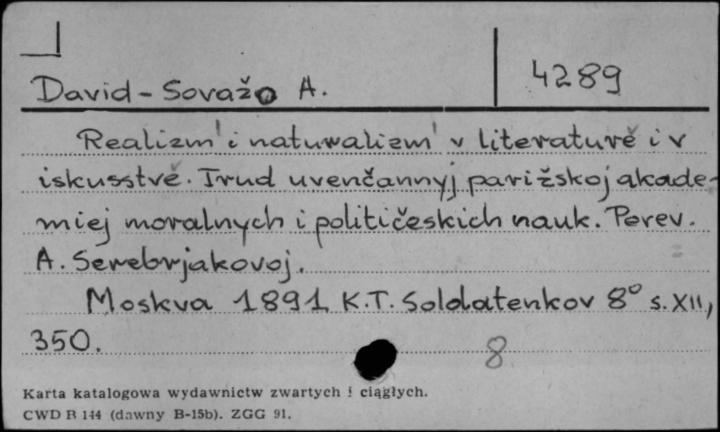 David-Sovažo A.
4289
Realizm' i naturalizm' v literaturě i v
iskusstvě. Trud uvenčannyj parižskoj akade-
miej moralnych i političeskich nauk. Perev.
A. Serebrjakovoj.
Moskva 1891 K.T. Soldatenkov 8° s. XII,
350.
8
Karta katalogowa wydawnictw zwartych i ciągłych.
CWD R 144 (dawny B-15b). ZGG 91.